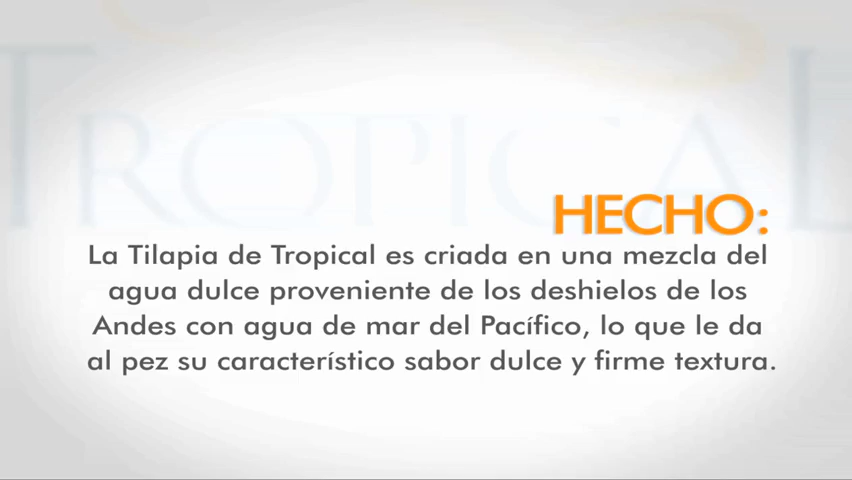 TROPICAL
HECHO:
La Tilapia de Tropical es criada en una mezcla del
agua dulce proveniente de los deshielos de los
Andes con agua de mar del Pacífico, lo que le da
al pez su característico sabor dulce y firme textura.